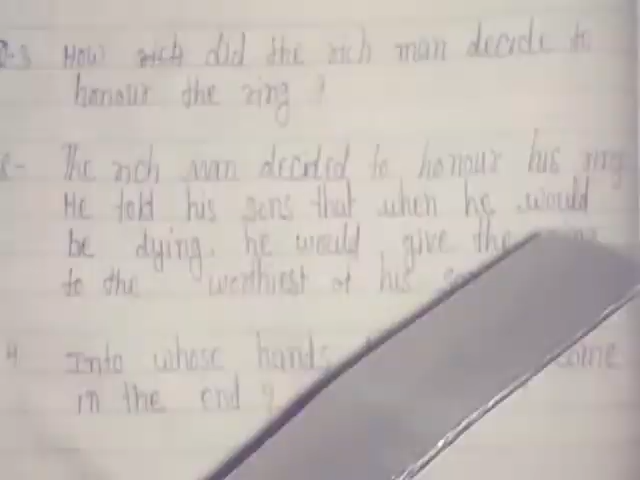 Q-3 How rich did the rich man decide to
honour the ring ?
The rich man decided to honour his ring
He told his sons that when he would
be dying. he would give the
to the worthiest of his
4 Into whose hands come
in the end ?